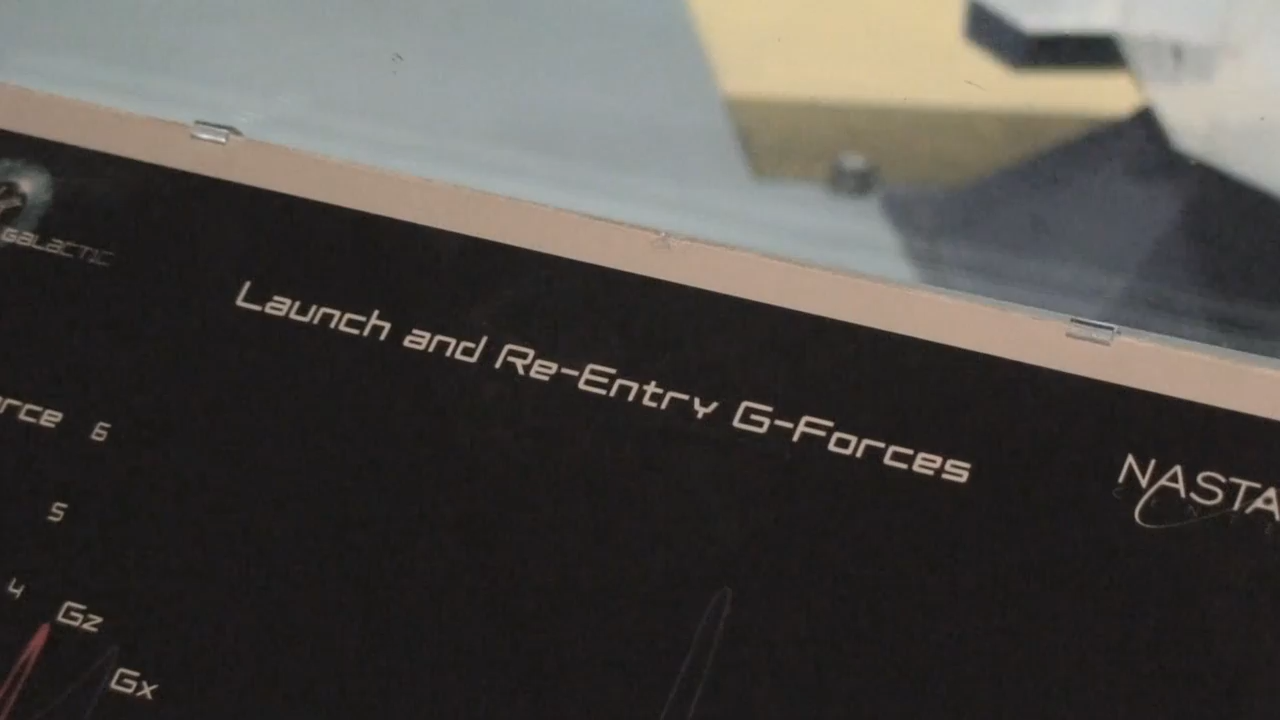 GALACTIC
Launch and Re-Entry G-Forces
NASTA
rce 6
5
4
Gz
Gx